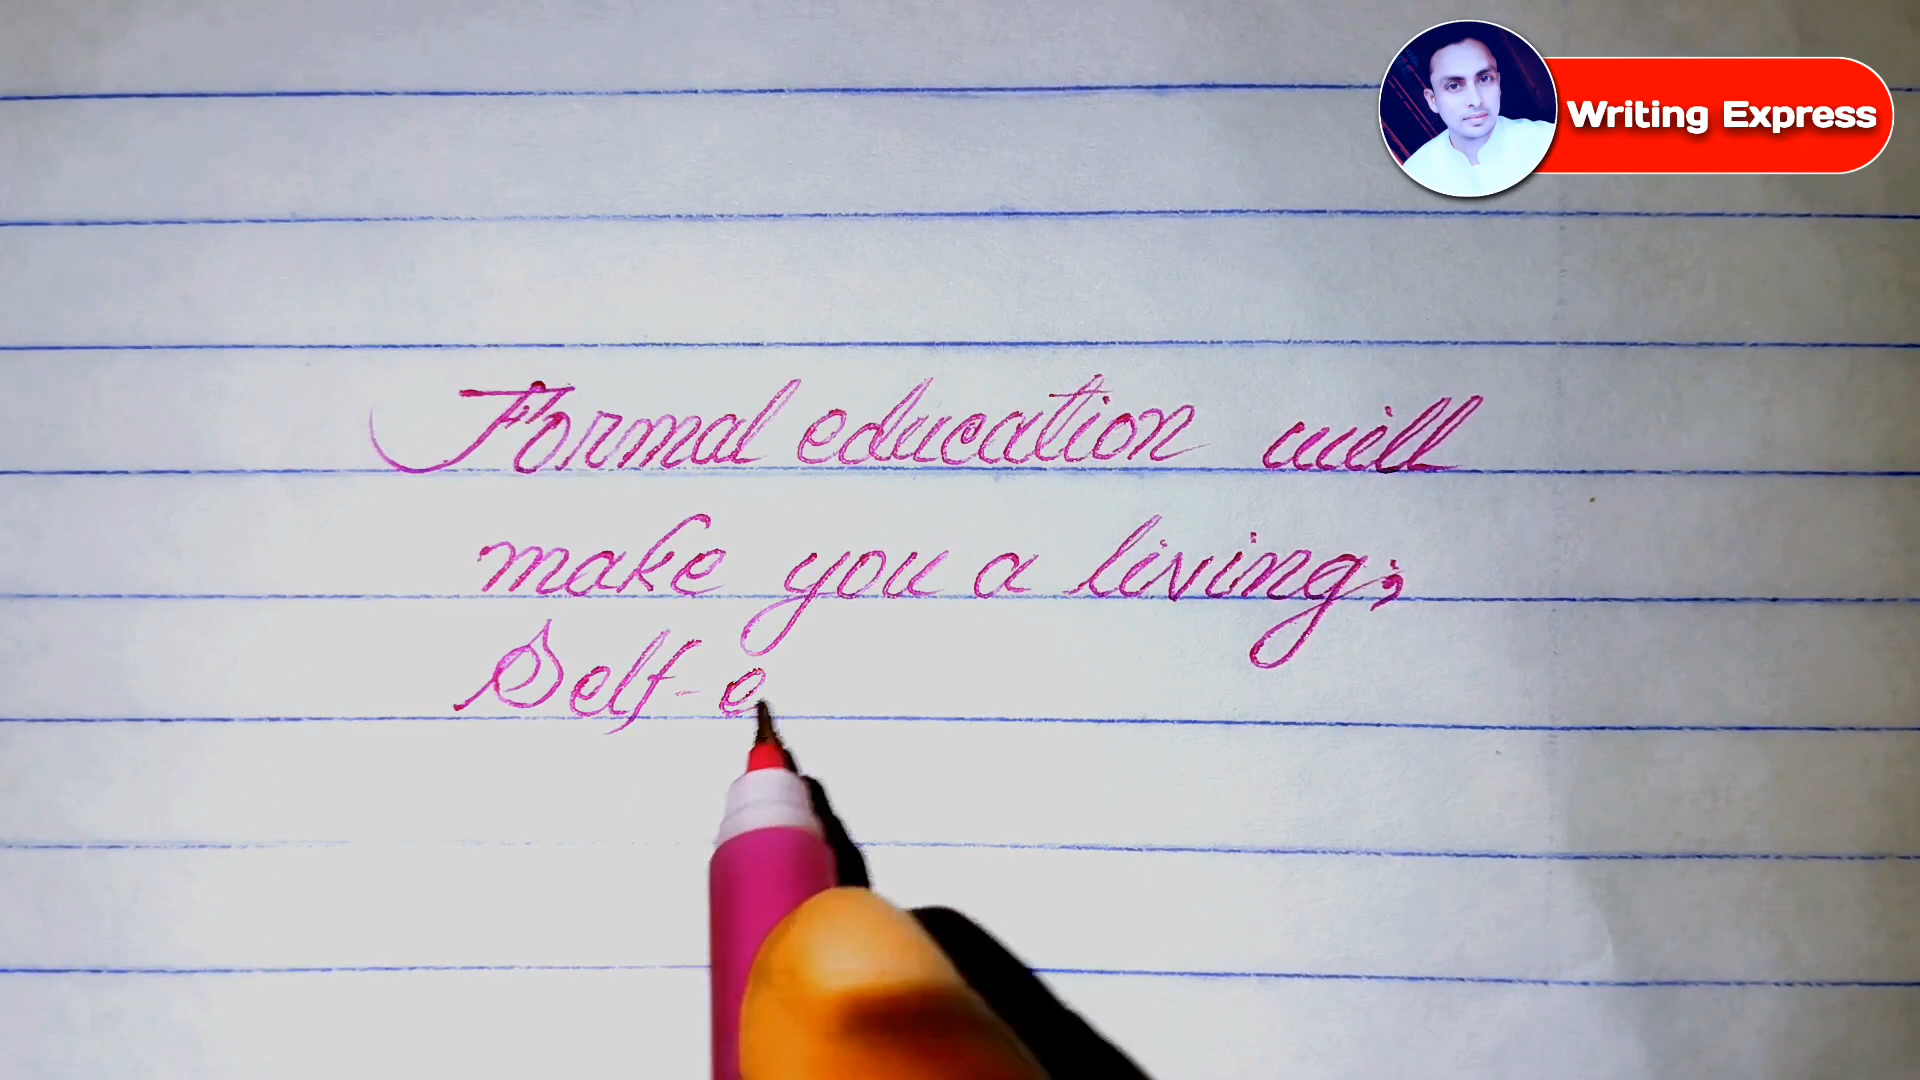 Writing Express
Formal education will
make you a living;
Self-e